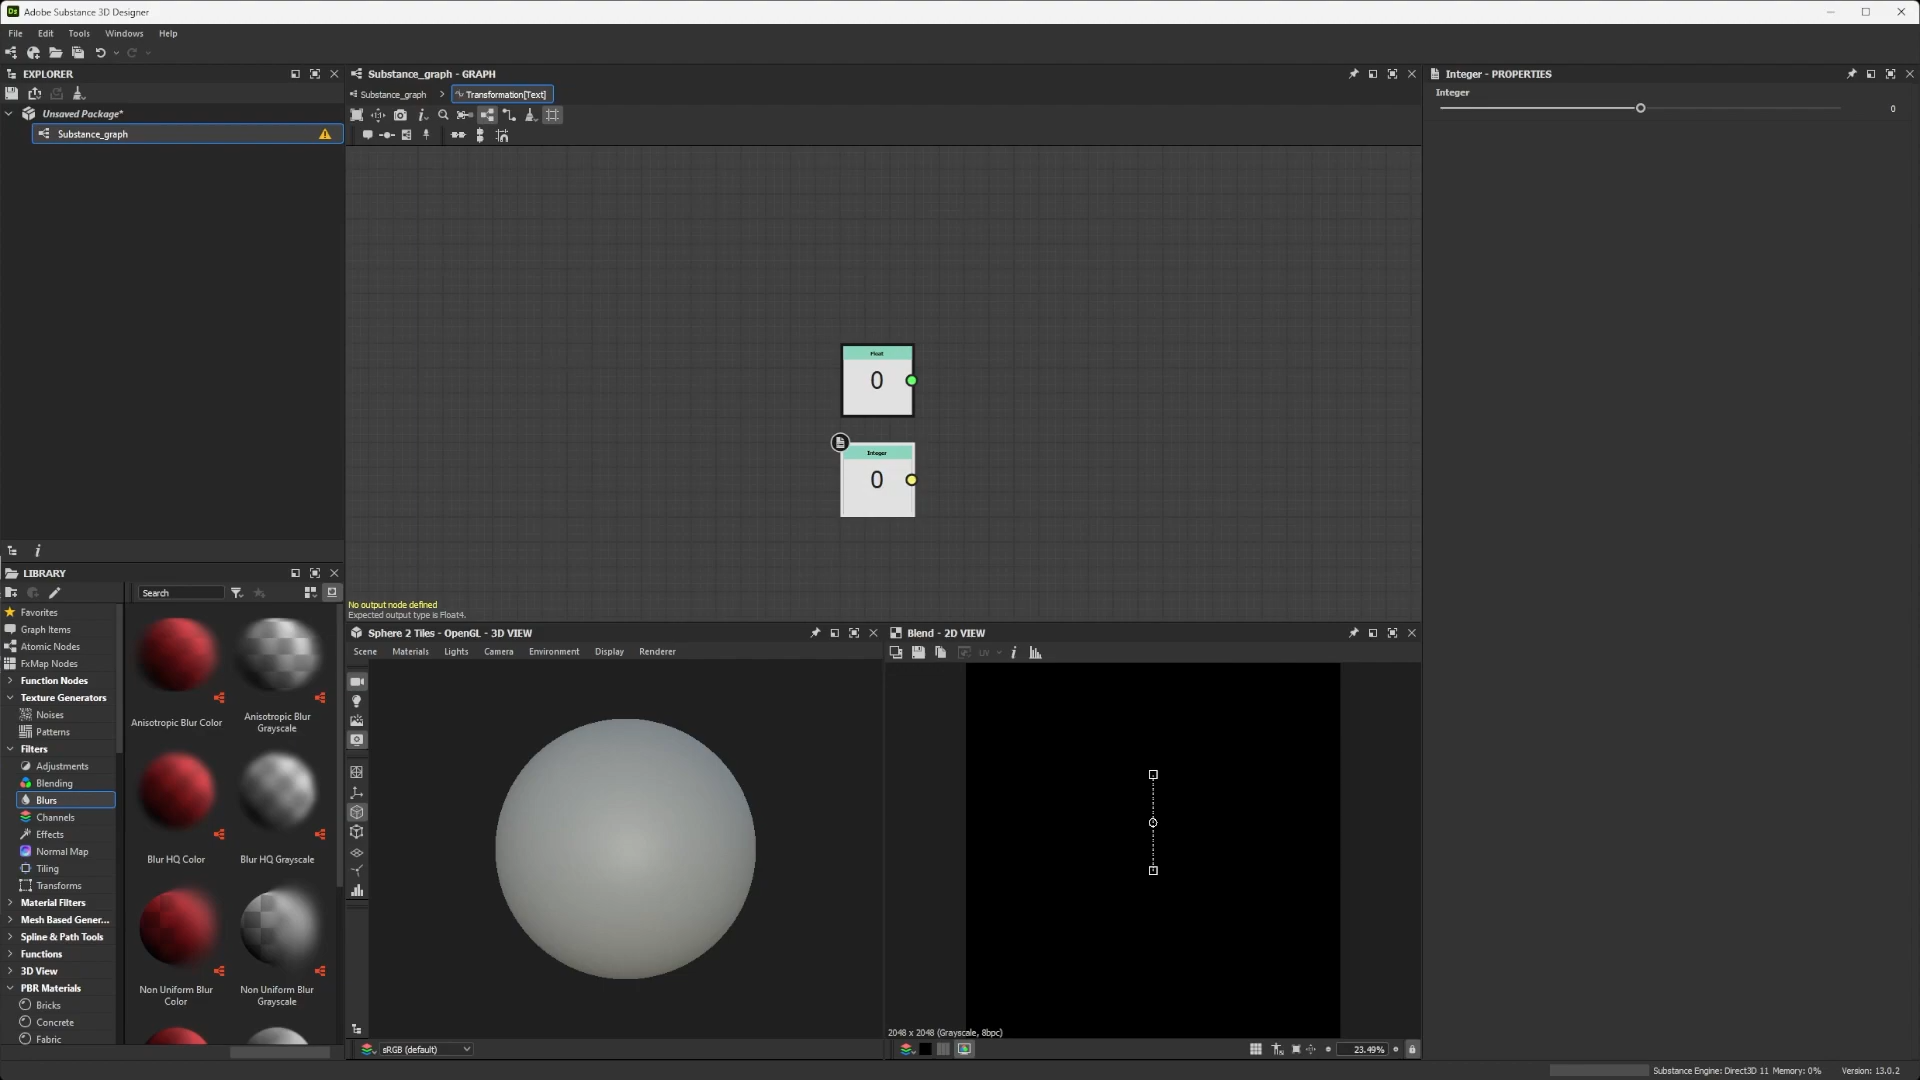 Adobe Substance 3D Designer
File Edit Tools Windows Help
EXPLORER
Unsaved Package*
Substance_graph
Substance_graph - GRAPH
Substance_graph > Transformation[Text]
Float
0
Integer
0
No output node defined
Expected output type is Float4.
Integer - PROPERTIES
Integer
0
LIBRARY
Search
Favorites
Graph Items
Atomic Nodes
FxMap Nodes
Function Nodes
Texture Generators
Noises
Patterns
Filters
Adjustments
Blending
Blurs
Channels
Effects
Normal Map
Tiling
Transforms
Material Filters
Mesh Based Gener...
Spline & Path Tools
Functions
3D View
PBR Materials
Bricks
Concrete
Fabric
Anisotropic Blur Color
Anisotropic Blur
Grayscale
Blur HQ Color
Blur HQ Grayscale
Non Uniform Blur
Color
Non Uniform Blur
Grayscale
Sphere 2 Tiles - OpenGL - 3D VIEW
Scene Materials Lights Camera Environment Display Renderer
sRGB (default)
Blend - 2D VIEW
UV
2048 x 2048 (Grayscale, 8bpc)
23.49%
Substance Engine: Direct3D 11 Memory: 0% Version: 13.0.2